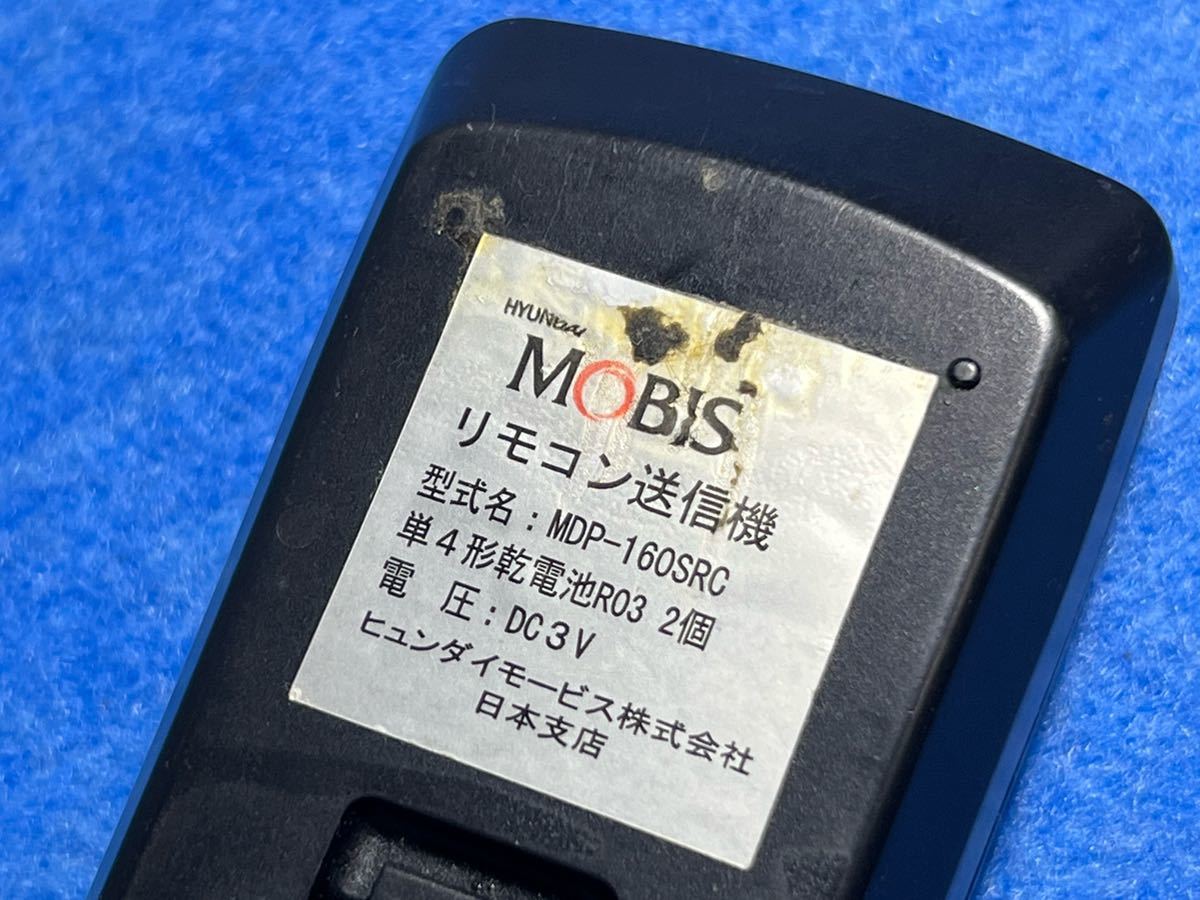 HYUNDAI
MOBIS
リモコン送信機
型式名：MDP-160SRC
単４形乾電池R03 2個
電　圧：DC３V
ヒュンダイモービス株式会社
日本支店